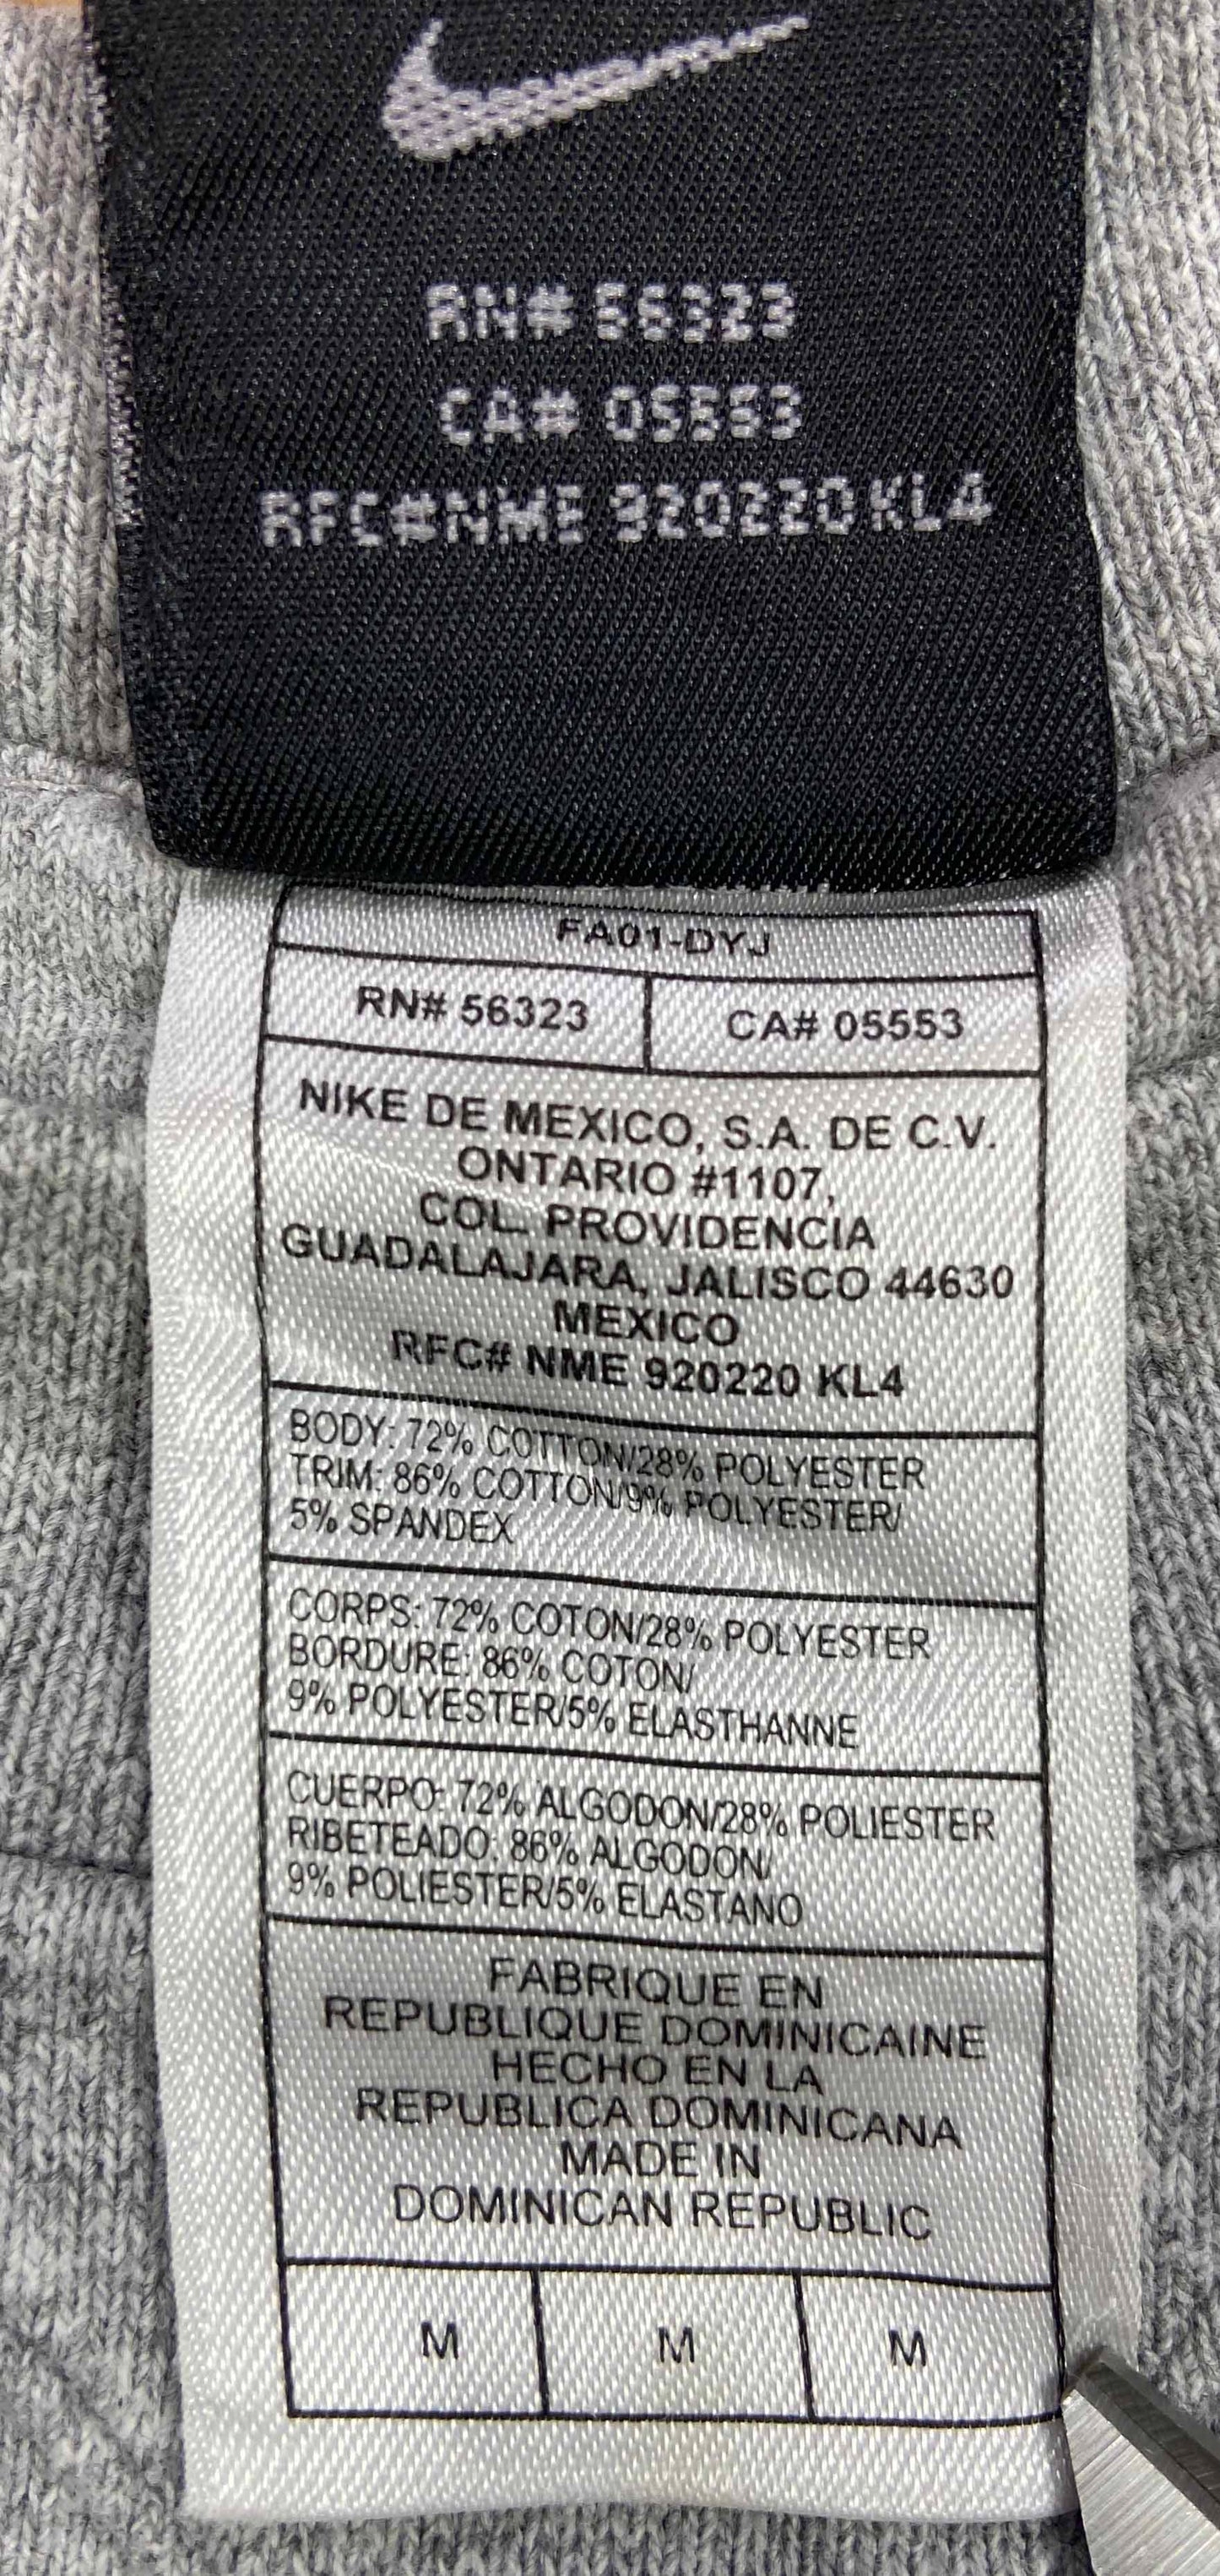 RN# 56323
CA# 05553
RFC#NME 920220 KL4
FA01-DYJ
RN# 56323
CA# 05553
NIKE DE MEXICO, S.A. DE C.V.
ONTARIO #1107,
COL. PROVIDENCIA
GUADALAJARA, JALISCO 44630
MEXICO
RFC# NME 920220 KL4
BODY: 72% COTTON/28% POLYESTER
TRIM: 86% COTTON/9% POLYESTER/
5% SPANDEX
CORPS: 72% COTON/28% POLYESTER
BORDURE: 86% COTON/
9% POLYESTER/5% ELASTHANNE
CUERPO: 72% ALGODON/28% POLIESTER
RIBETEADO: 86% ALGODON/
9% POLIESTER/5% ELASTANO
FABRIQUE EN
REPUBLIQUE DOMINICAINE
HECHO EN LA
REPUBLICA DOMINICANA
MADE IN
DOMINICAN REPUBLIC
M M M